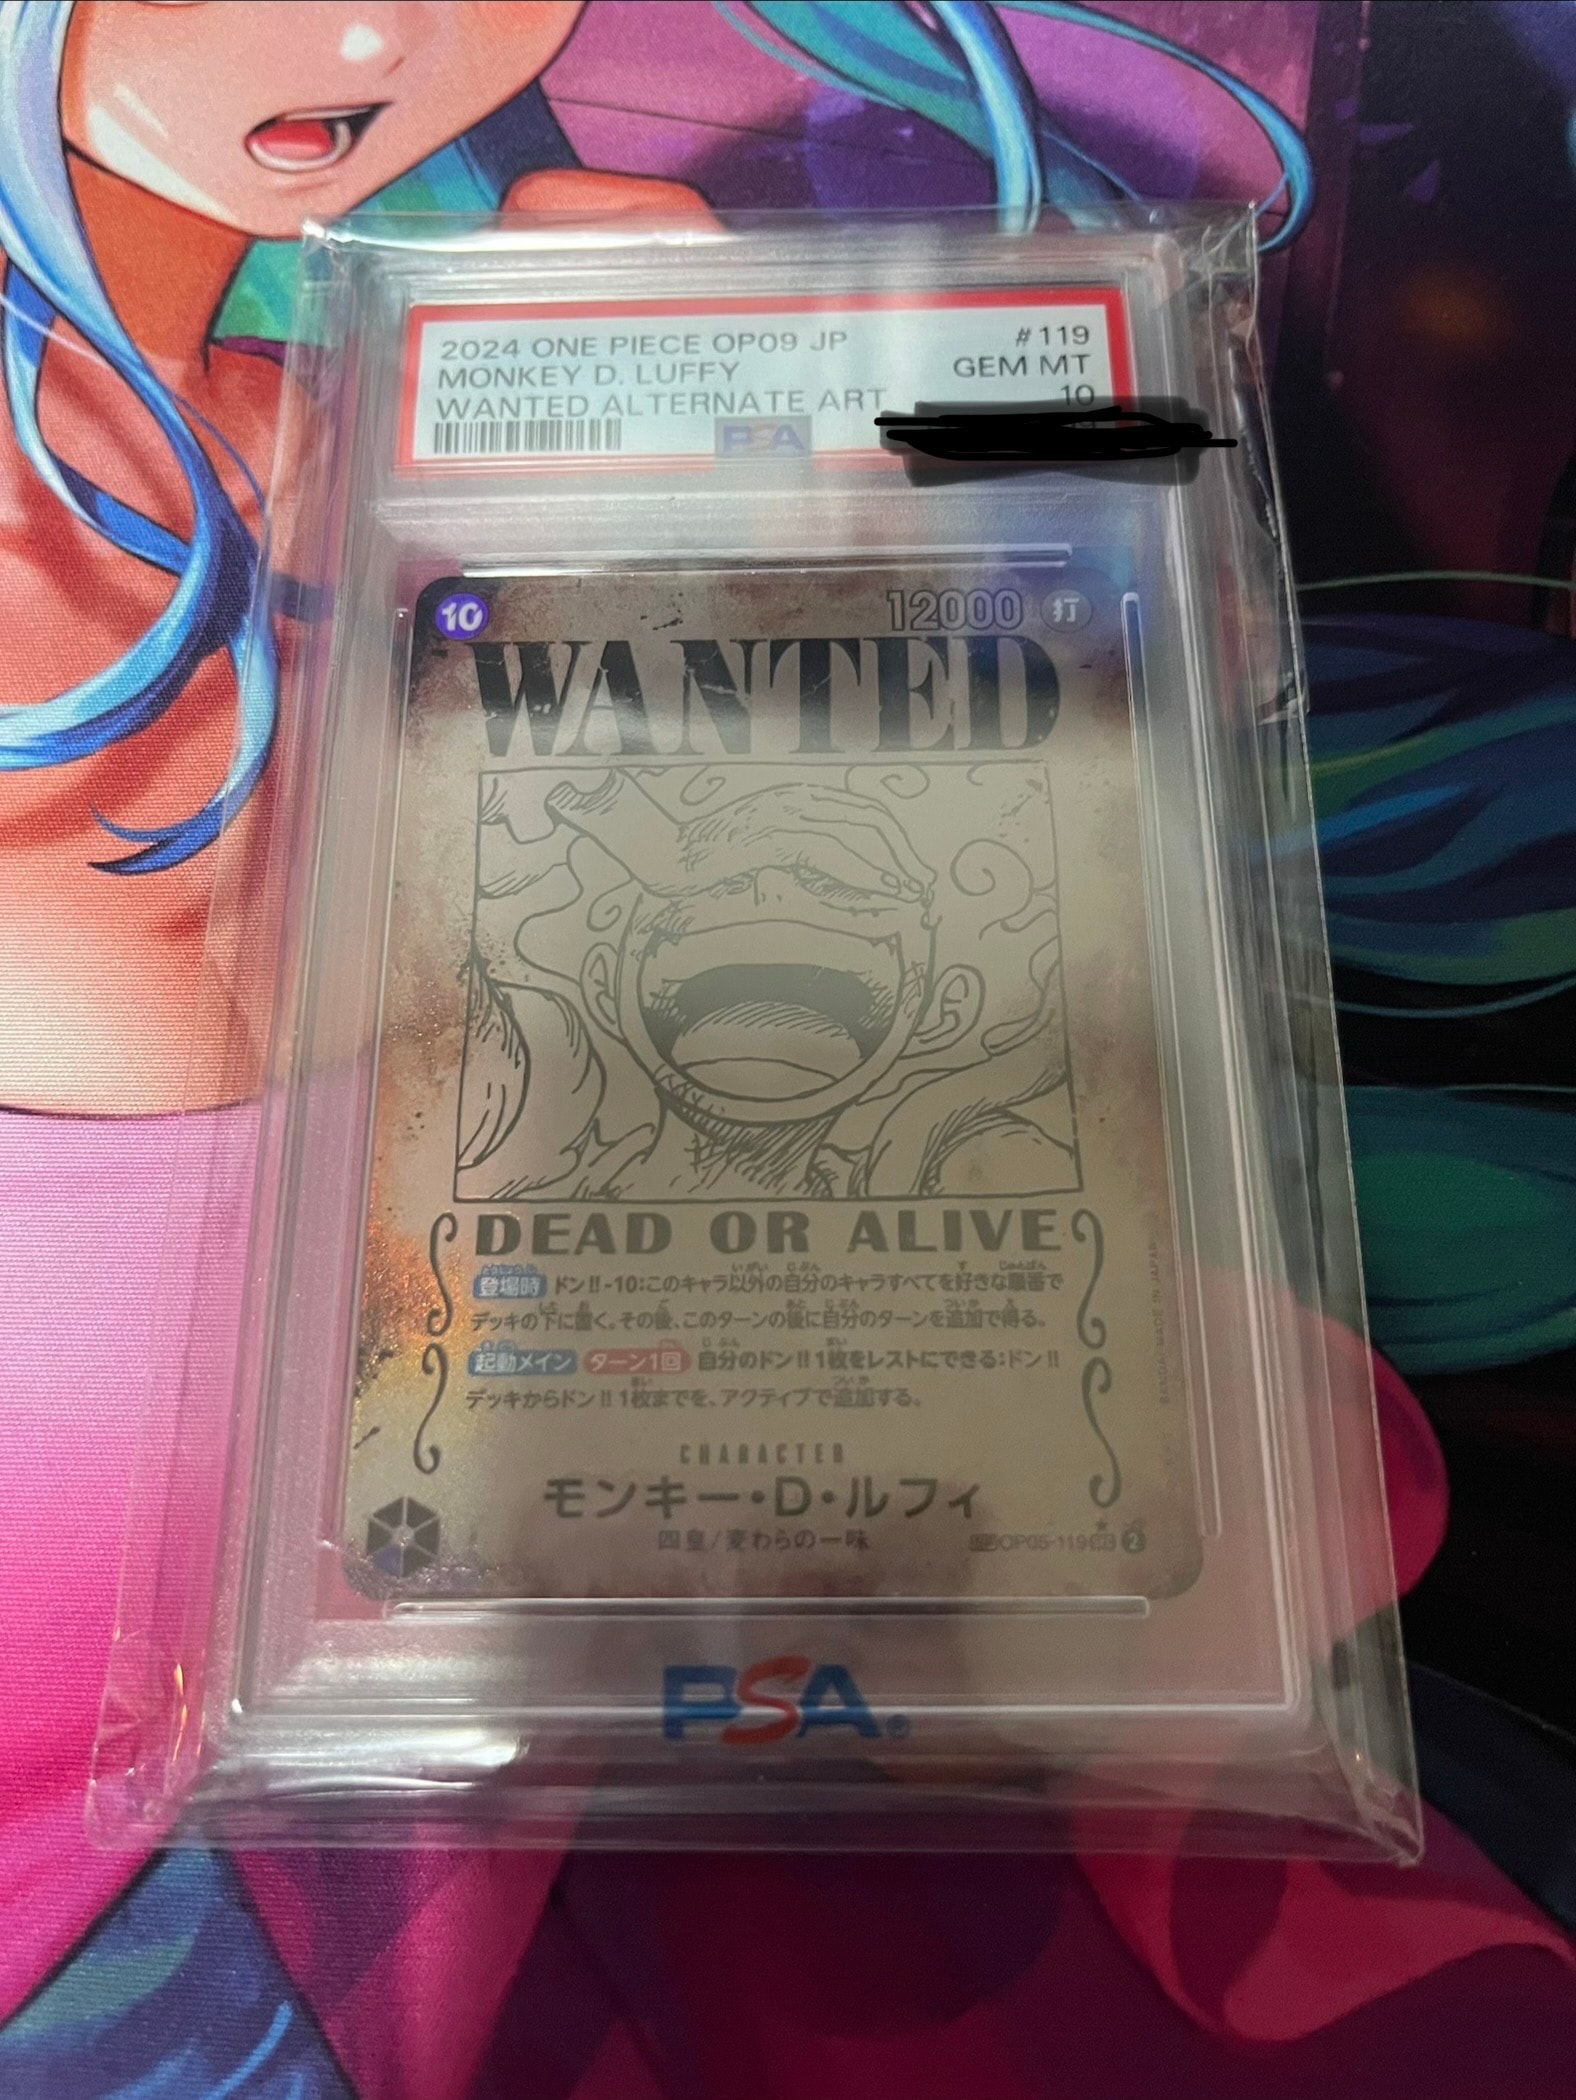 2024 ONE PIECE OP09 JP #119
MONKEY D. LUFFY GEM MT
WANTED ALTERNATE ART 10
PSA
10 12000 打
WANTED
DEAD OR ALIVE
登場時 ドン!!-10:このキャラ以外の自分のキャラすべてを好きな順番で
デッキの下に置く。その後、このターンの後に自分のターンを追加で得る。
起動メイン ターン1回 自分のドン!!1枚をレストにできる:ドン!!
デッキからドン!!1枚までを、アクティブで追加する。
CHARACTER
モンキー・D・ルフィ
四皇/麦わらの一味
OP05-119 2
MADE IN JAPAN
PSA